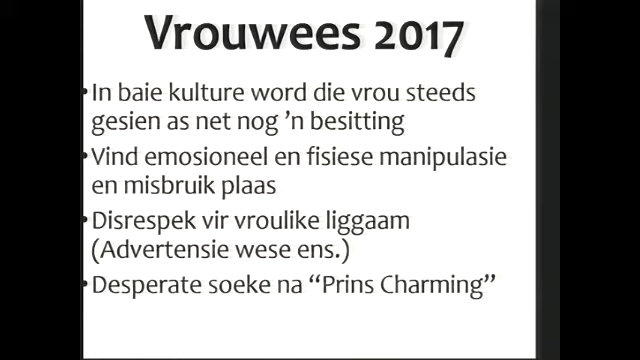 Vrouwees 2017
•In baie kulture word die vrou steeds
gesien as net nog 'n besitting
•Vind emosioneel en fisiese manipulasie
en misbruik plaas
•Disrespek vir vroulike liggaam
(Advertensie wese ens.)
•Desperate soeke na “Prins Charming”